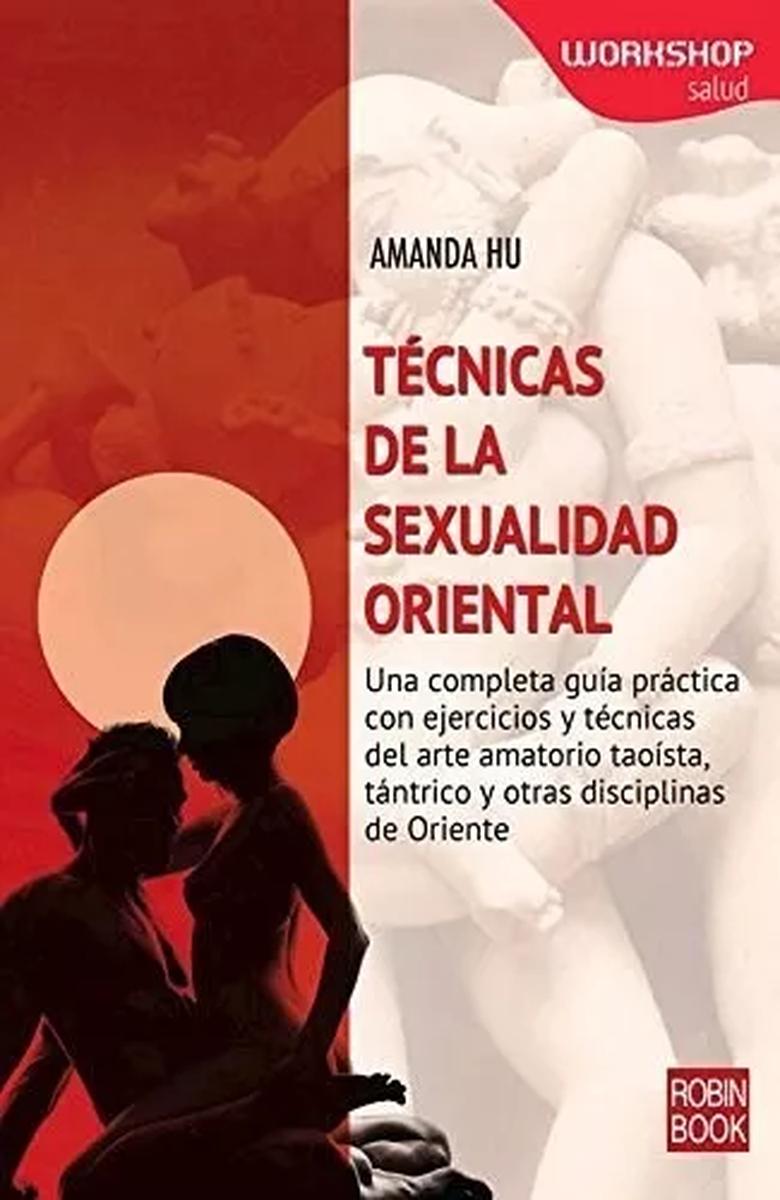 WORKSHOP
salud
AMANDA HU
TÉCNICAS
DE LA
SEXUALIDAD
ORIENTAL
Una completa guía práctica
con ejercicios y técnicas
del arte amatorio taoísta,
tántrico y otras disciplinas
de Oriente
ROBIN
BOOK